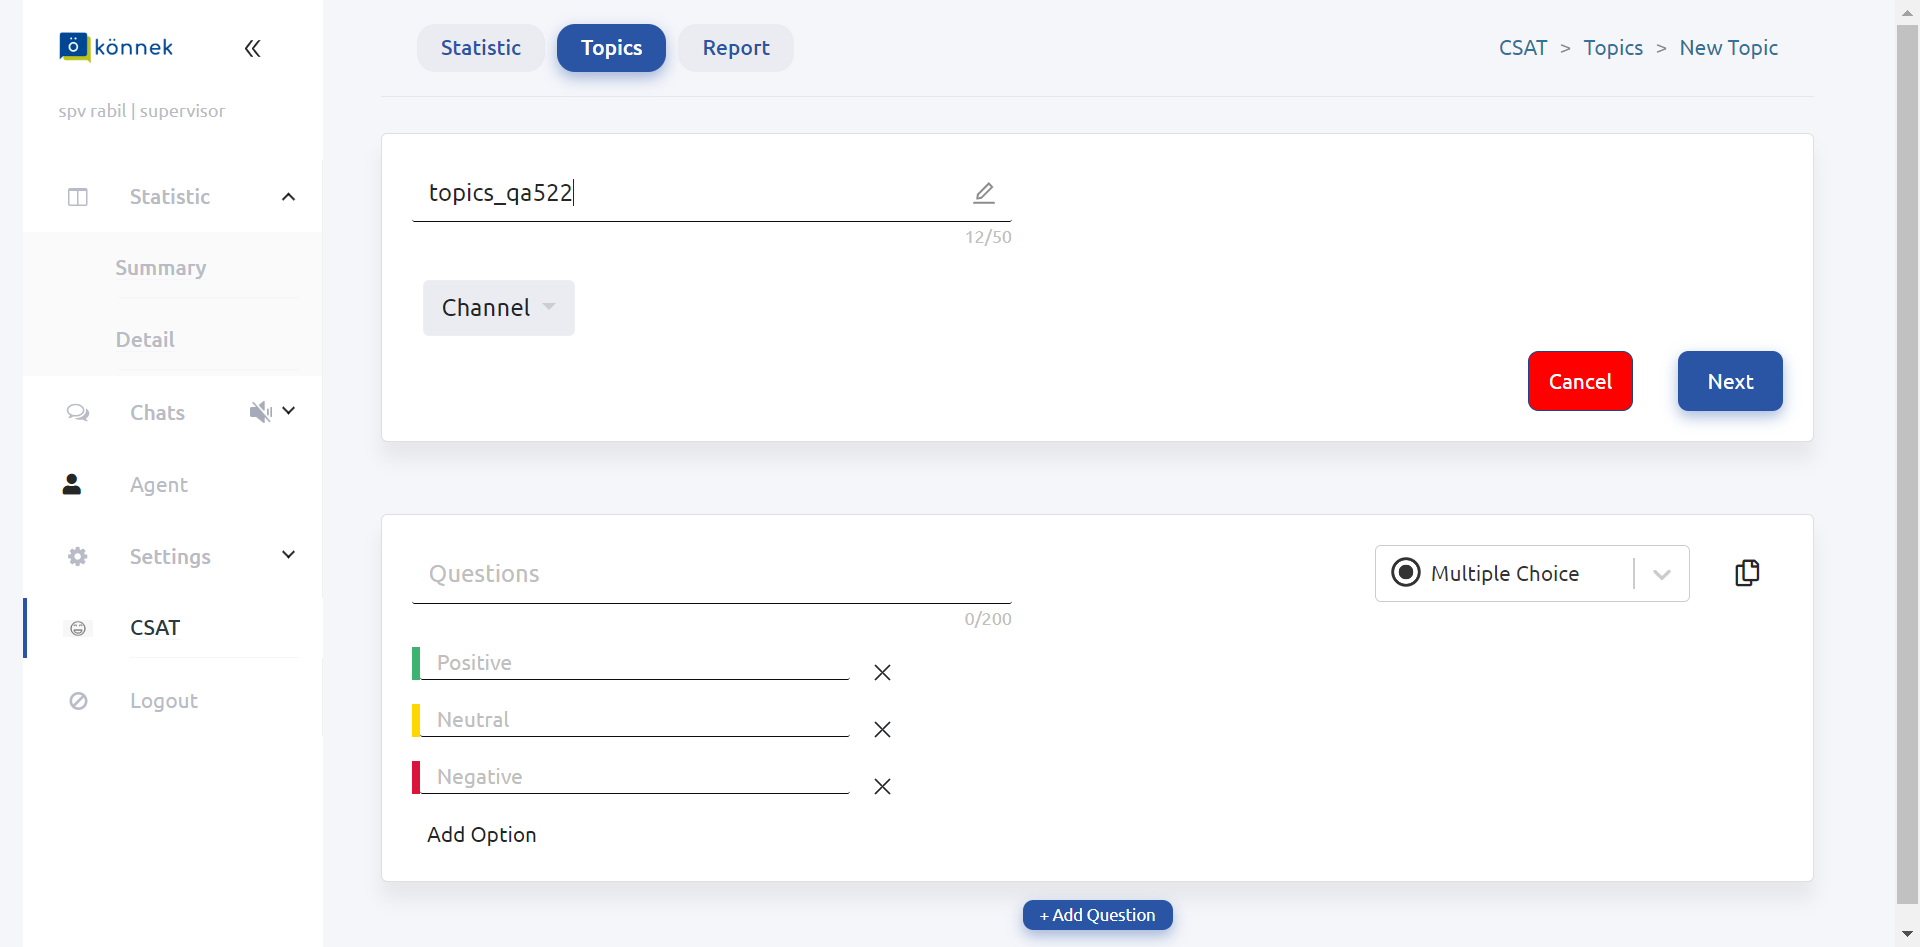 ö könnek
spv rabil | supervisor
Statistic
Summary
Detail
Chats
Agent
Settings
CSAT
Logout
Statistic Topics Report
CSAT > Topics > New Topic
topics_qa522
12/50
Channel
Cancel Next
Questions
Multiple Choice
0/200
Positive
Neutral
Negative
Add Option
+ Add Question